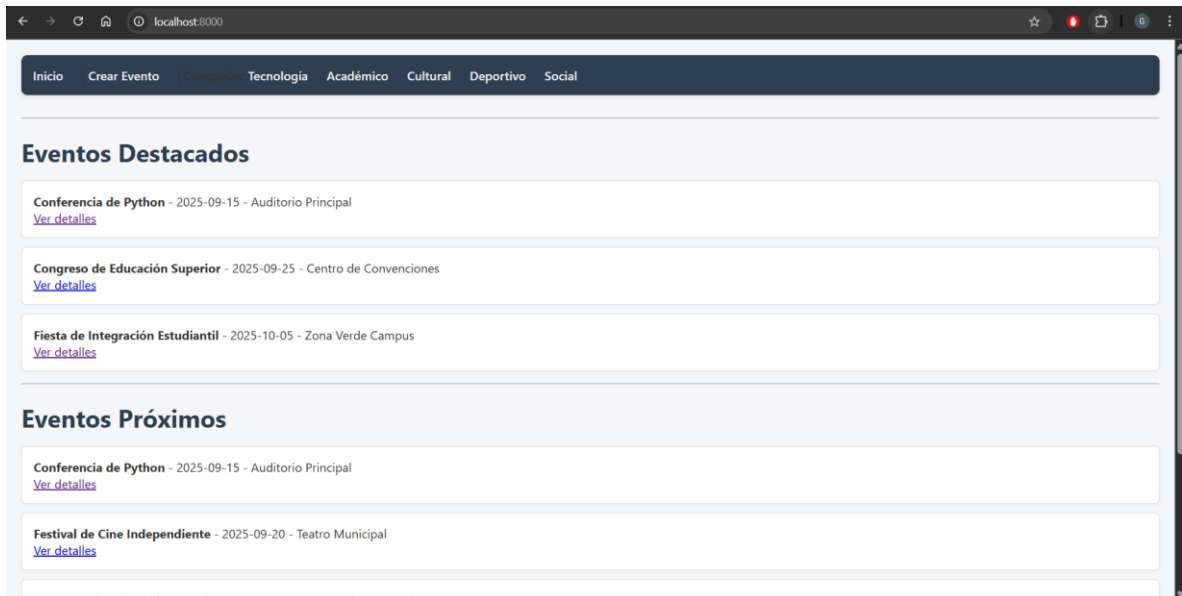 localhost:8000
G
Inicio Crear Evento | Categorías: Tecnología Académico Cultural Deportivo Social
Eventos Destacados
Conferencia de Python - 2025-09-15 - Auditorio Principal
Ver detalles
Congreso de Educación Superior - 2025-09-25 - Centro de Convenciones
Ver detalles
Fiesta de Integración Estudiantil - 2025-10-05 - Zona Verde Campus
Ver detalles
Eventos Próximos
Conferencia de Python - 2025-09-15 - Auditorio Principal
Ver detalles
Festival de Cine Independiente - 2025-09-20 - Teatro Municipal
Ver detalles